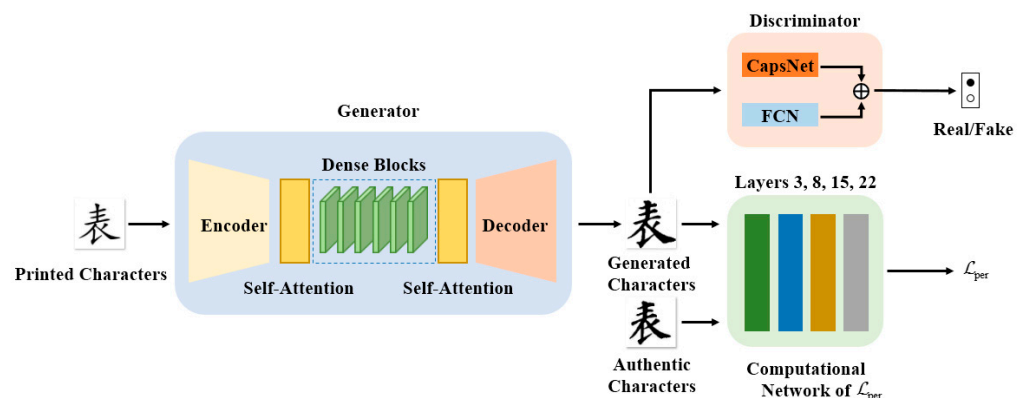 Discriminator
CapsNet
FCN
⊕
Real/Fake
Generator
Dense Blocks
Encoder
Decoder
Self-Attention
Self-Attention
表
Printed Characters
表
Generated
Characters
表
Authentic
Characters
Layers 3, 8, 15, 22
ℒper
Computational
Network of ℒper